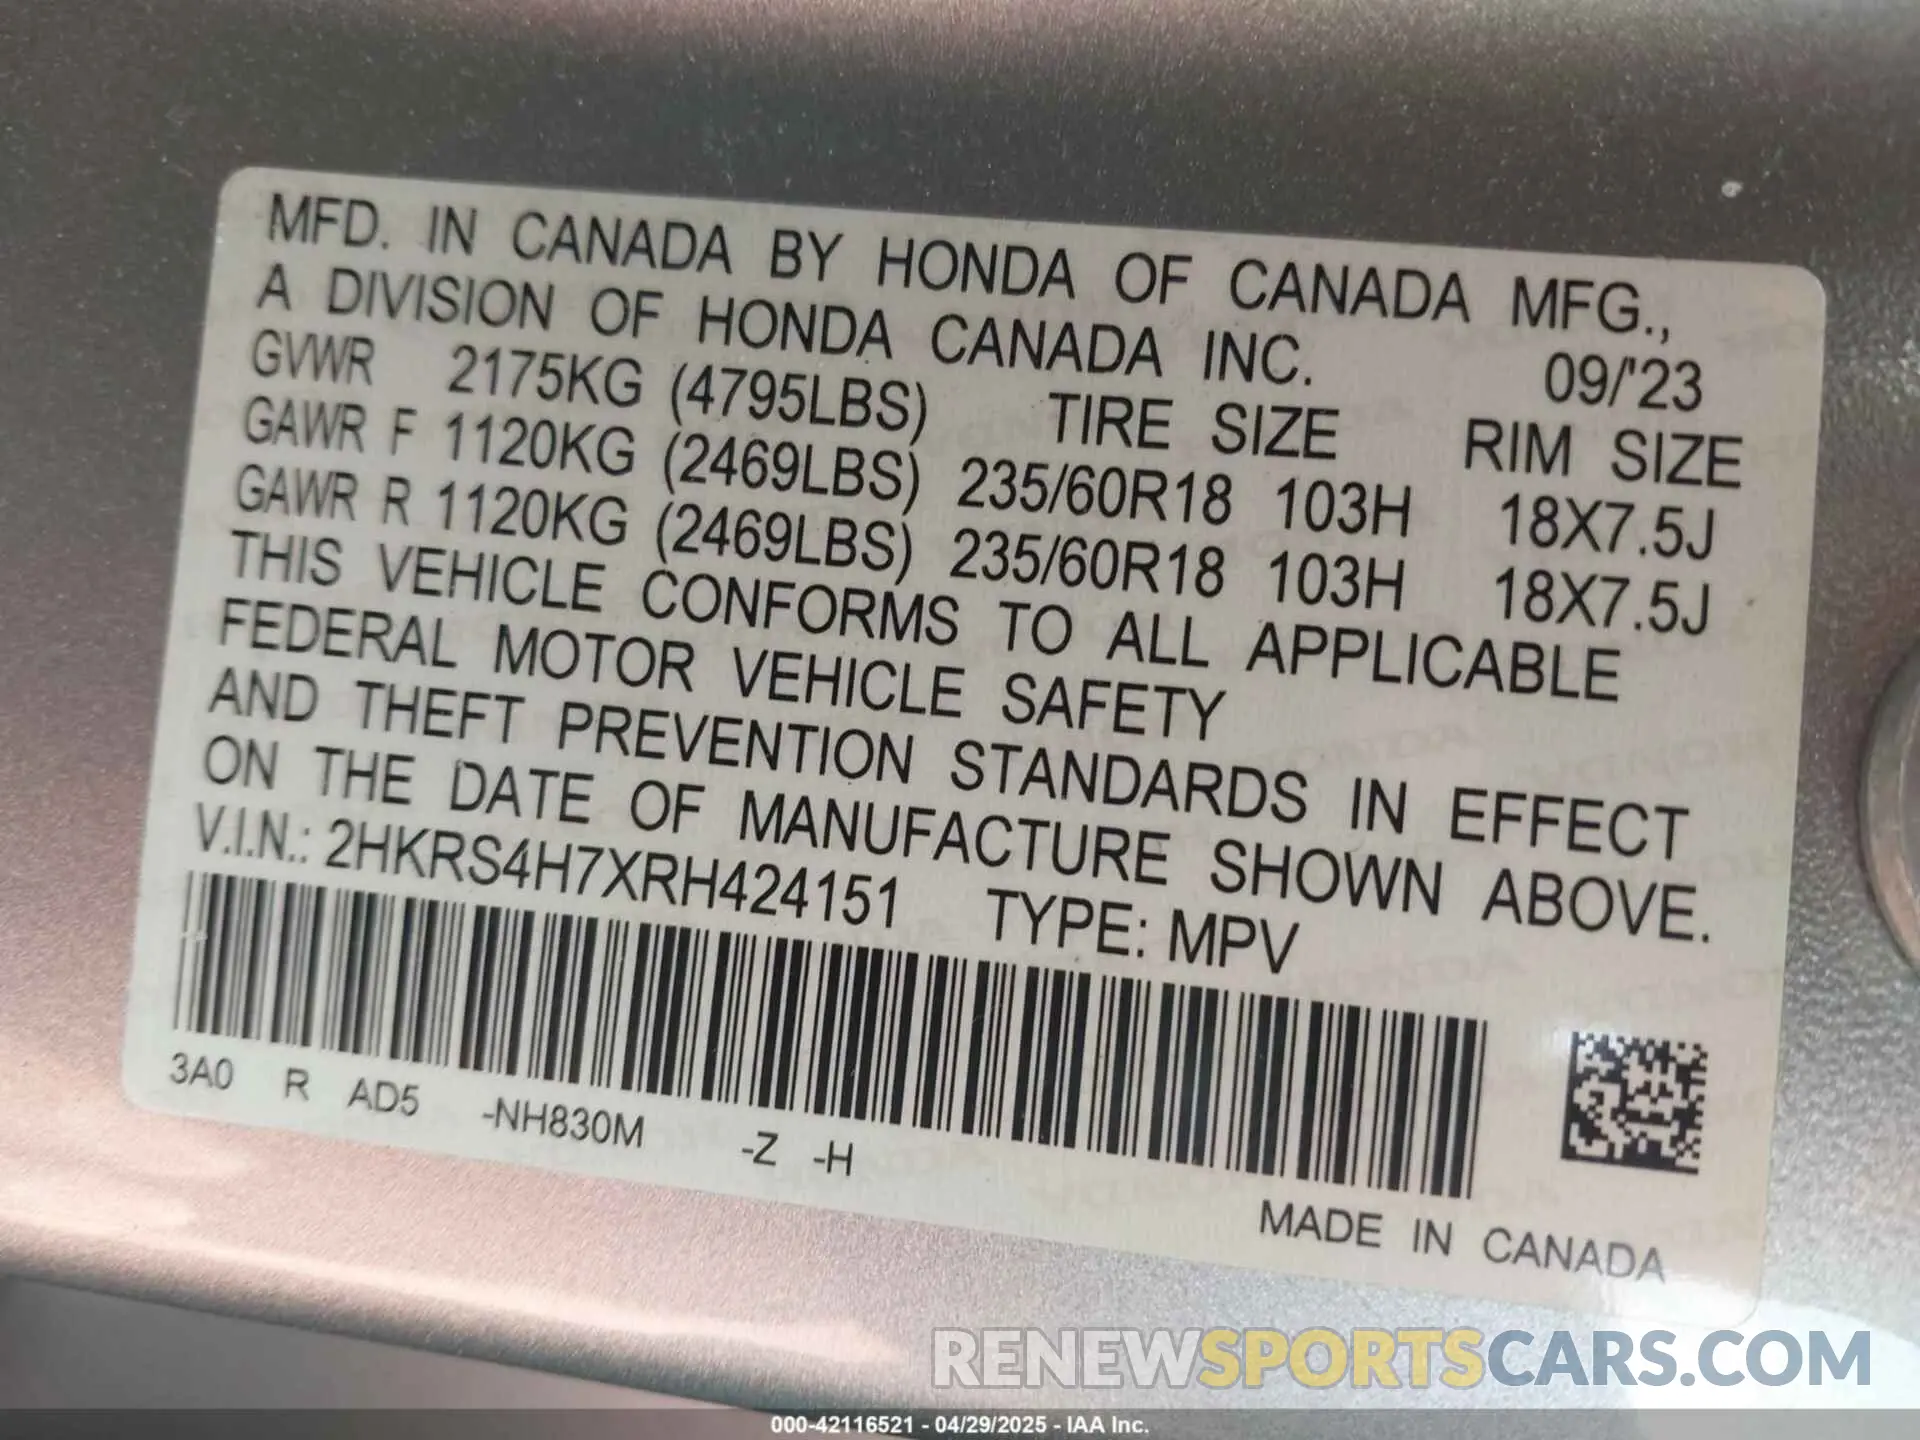 MFD. IN CANADA BY HONDA OF CANADA MFG.,
A DIVISION OF HONDA CANADA INC. 09/'23
GVWR 2175KG (4795LBS) TIRE SIZE RIM SIZE
GAWR F 1120KG (2469LBS) 235/60R18 103H 18X7.5J
GAWR R 1120KG (2469LBS) 235/60R18 103H 18X7.5J
THIS VEHICLE CONFORMS TO ALL APPLICABLE
FEDERAL MOTOR VEHICLE SAFETY
AND THEFT PREVENTION STANDARDS IN EFFECT
ON THE DATE OF MANUFACTURE SHOWN ABOVE.
V.I.N.: 2HKRS4H7XRH424151 TYPE: MPV
3A0 R AD5 -NH830M -Z -H
MADE IN CANADA
RENEWSPORTSCARS.COM
000-42116521 - 04/29/2025 - IAA Inc.